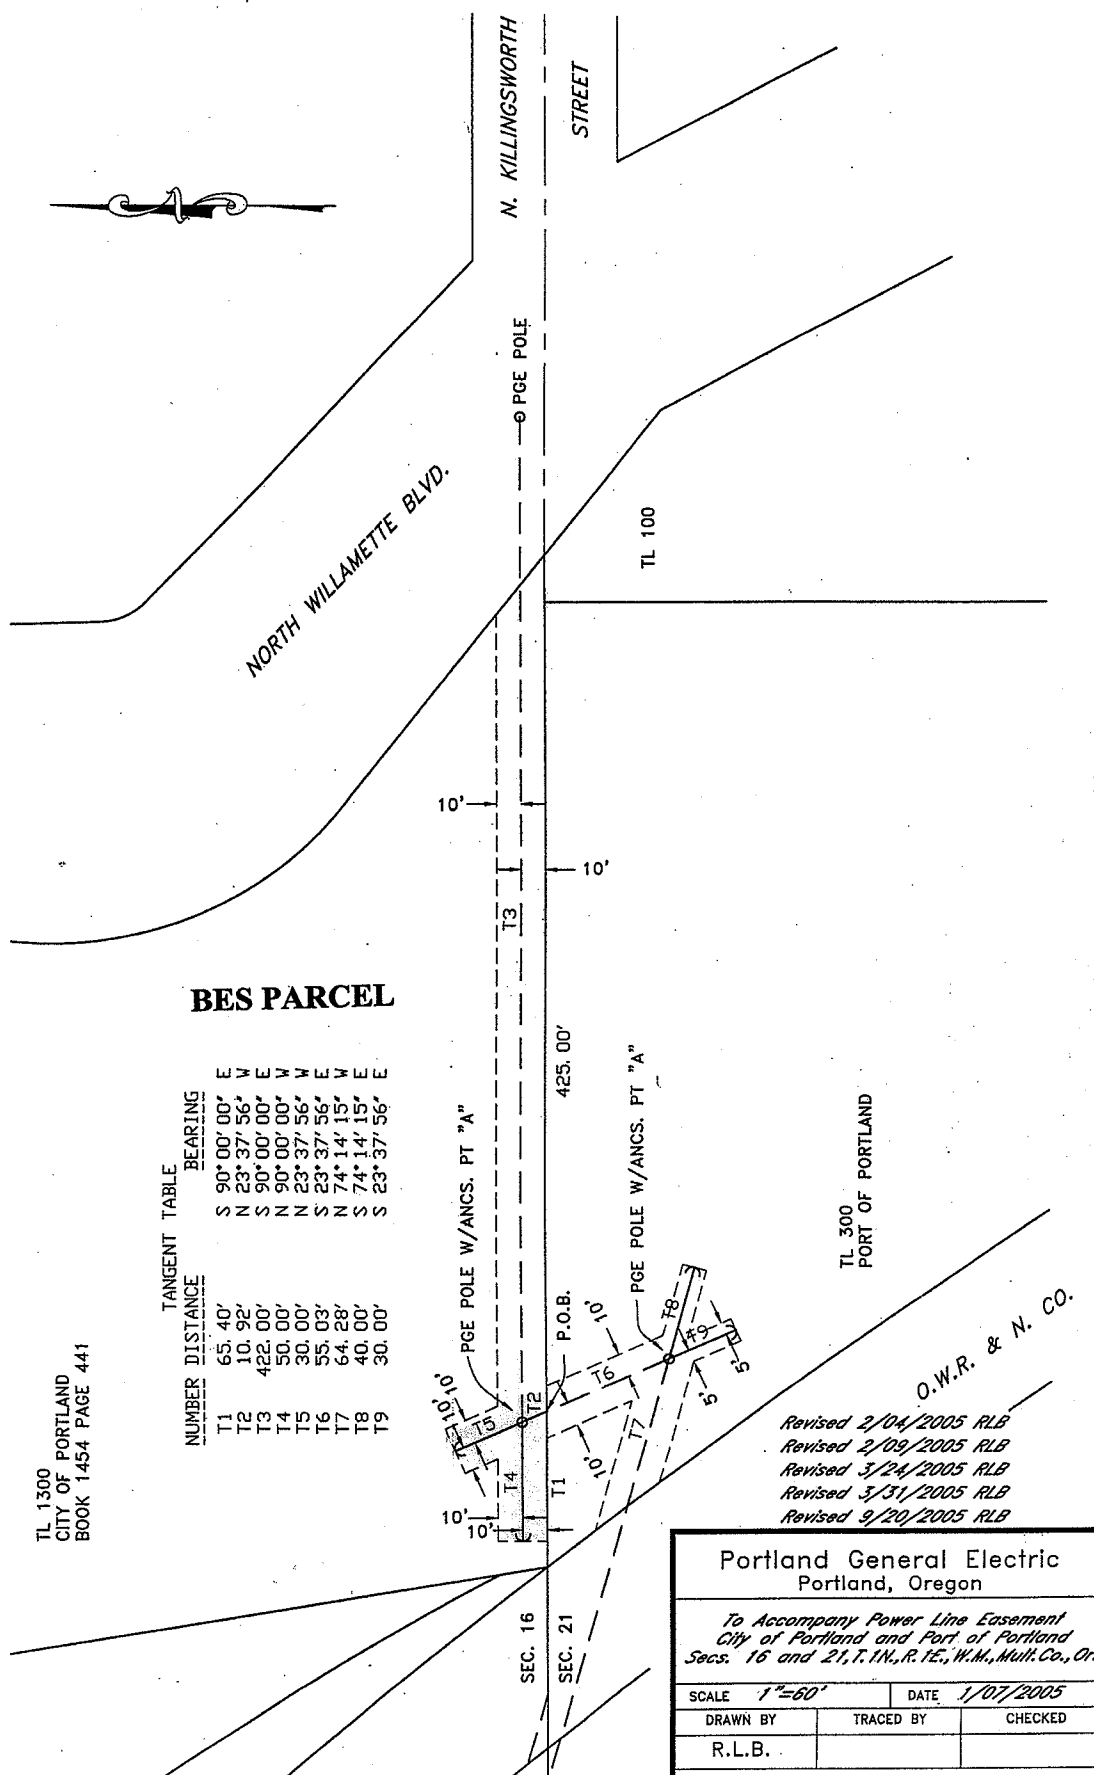 N. KILLINGSWORTH
STREET
PGE POLE
NORTH WILLAMETTE BLVD.
TL 100
10'
10'
T3
BES PARCEL
425.00'
TANGENT TABLE
NUMBER DISTANCE BEARING
T1 65.40' S 90°00'00" E
T2 10.92' N 23°37'56" W
T3 422.00' S 90°00'00" E
T4 50.00' N 90°00'00" W
T5 30.00' N 23°37'56" W
T6 55.03' S 23°37'56" E
T7 64.28' N 74°14'15" W
T8 40.00' S 74°14'15" E
T9 30.00' S 23°37'56" E
TL 1300
CITY OF PORTLAND
BOOK 1454 PAGE 441
PGE POLE W/ANCS. PT "A"
PGE POLE W/ANCS. PT "A"
P.O.B.
TL 300
PORT OF PORTLAND
O.W.R. & N. CO.
10'
10'
T5
T2
T4
T1
10'
10'
10'
T6
T8
T9
5'
5'
10'
T7
SEC. 16
SEC. 21
Revised 2/04/2005 RLB
Revised 2/09/2005 RLB
Revised 3/24/2005 RLB
Revised 3/31/2005 RLB
Revised 9/20/2005 RLB
Portland General Electric
Portland, Oregon
To Accompany Power Line Easement
City of Portland and Port of Portland
Secs. 16 and 21, T.1N., R.1E., W.M., Mult. Co., Or.
SCALE 1"=60' DATE 1/07/2005
DRAWN BY TRACED BY CHECKED
R.L.B.